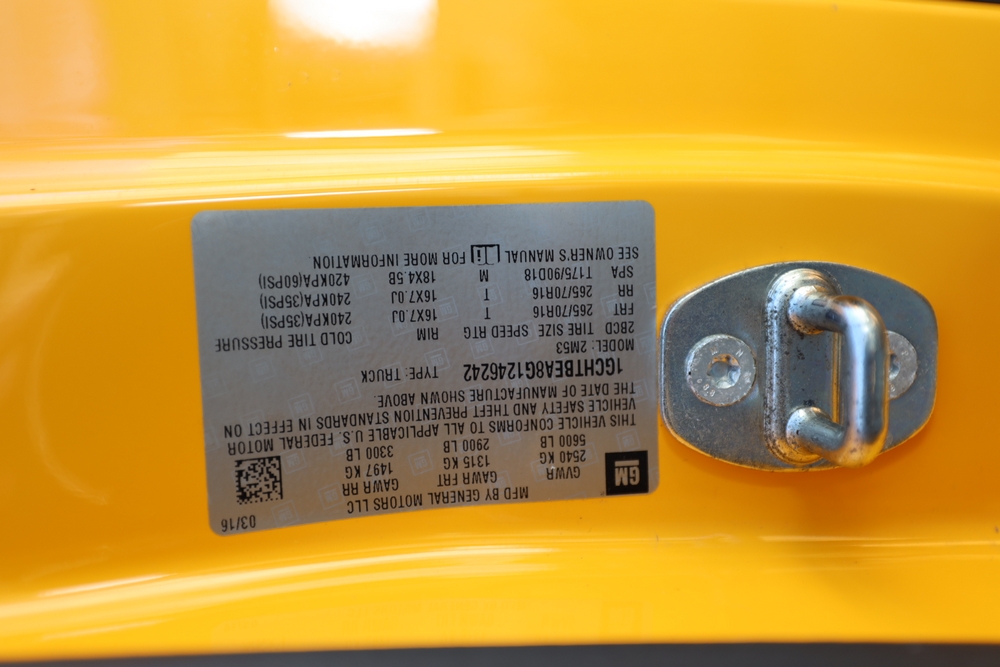 03/16
MFD BY GENERAL MOTORS LLC
GM
GVWR GAWR FRT GAWR RR
2540 KG 1315 KG 1497 KG
5600 LB 2900 LB 3300 LB
THIS VEHICLE CONFORMS TO ALL APPLICABLE U.S. FEDERAL MOTOR
VEHICLE SAFETY AND THEFT PREVENTION STANDARDS IN EFFECT ON
THE DATE OF MANUFACTURE SHOWN ABOVE.
1GCHTBEA8G1246242 TYPE: TRUCK
MODEL: 2M53
2BCD TIRE SIZE SPEED RTG RIM COLD TIRE PRESSURE
FRT 265/70R16 T 16X7.0J 240KPA(35PSI)
RR 265/70R16 T 16X7.0J 240KPA(35PSI)
SPA T175/90D18 M 18X4.5B 420KPA(60PSI)
SEE OWNER'S MANUAL FOR MORE INFORMATION